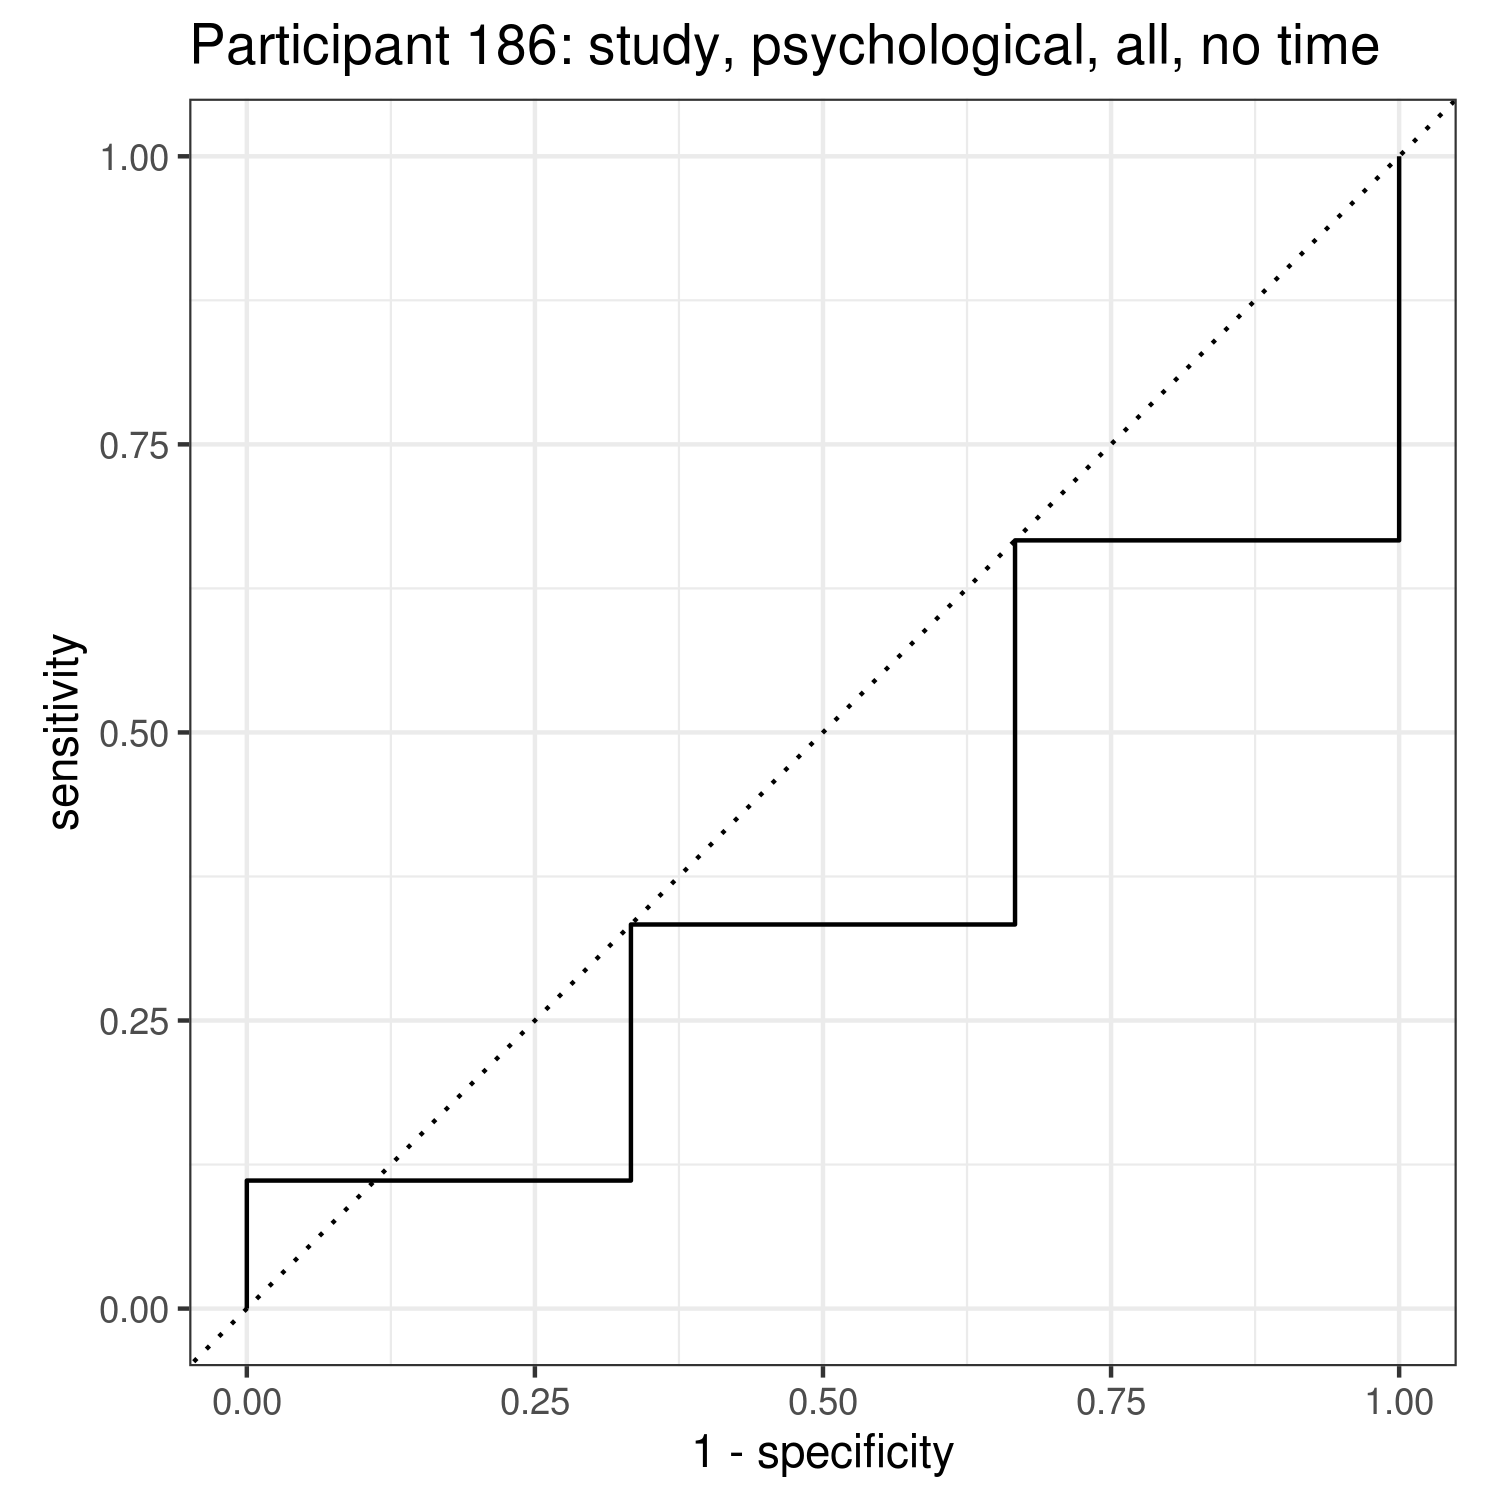 Participant 186: study, psychological, all, no time
1.00
0.75
0.50
0.25
0.00
sensitivity
0.00 0.25 0.50 0.75 1.00
1 - specificity